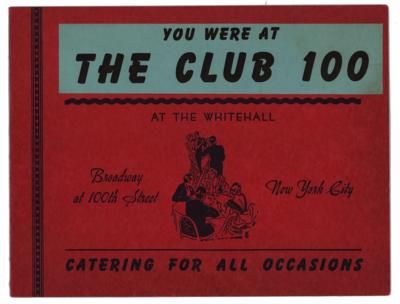 YOU WERE AT
THE CLUB 100
AT THE WHITEHALL
Broadway
at 100th Street
New York City
CATERING FOR ALL OCCASIONS